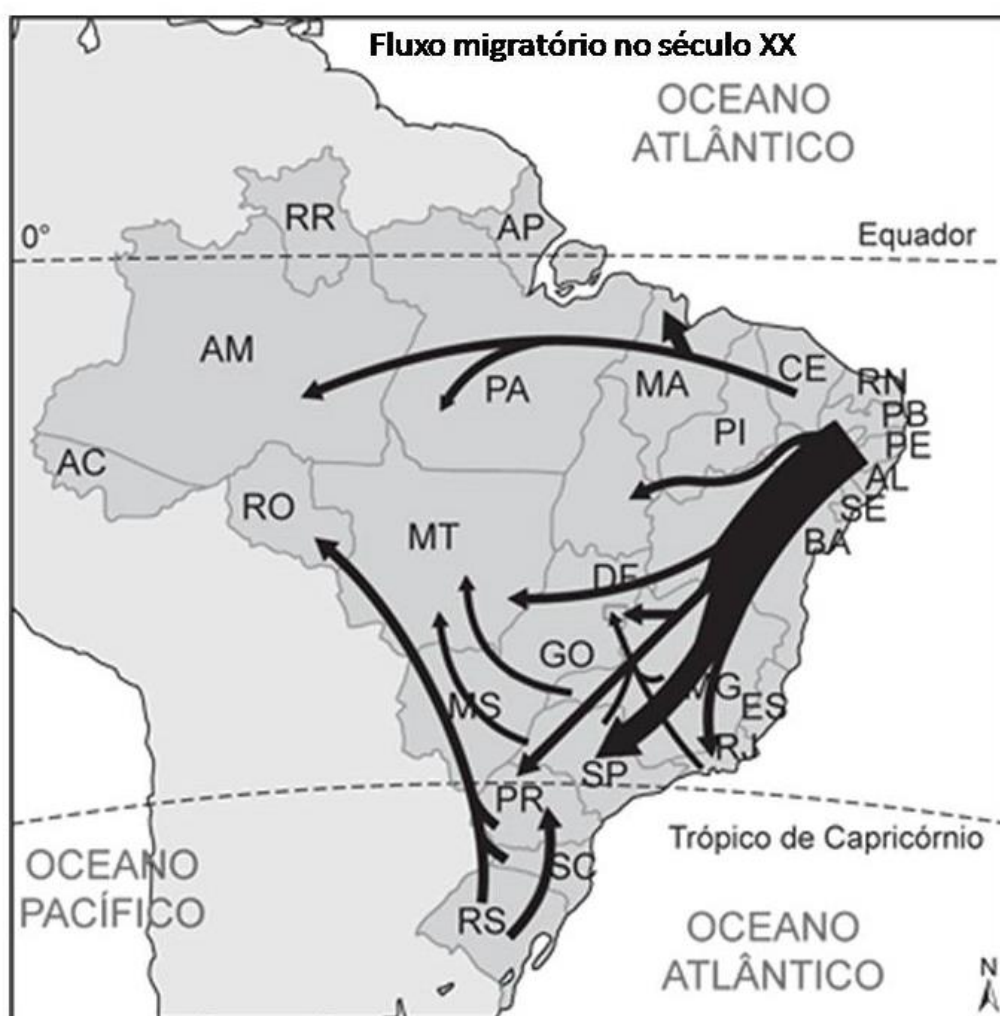 Fluxo migratório no século XX
OCEANO
ATLÂNTICO
RR
AP
0°
Equador
AM
PA
MA
CE
RN
PB
PI
PE
AC
AL
RO
SE
MT
BA
DF
GO
MS
MG
ES
RJ
SP
PR
Trópico de Capricórnio
OCEANO
PACÍFICO
SC
RS
OCEANO
ATLÂNTICO
N